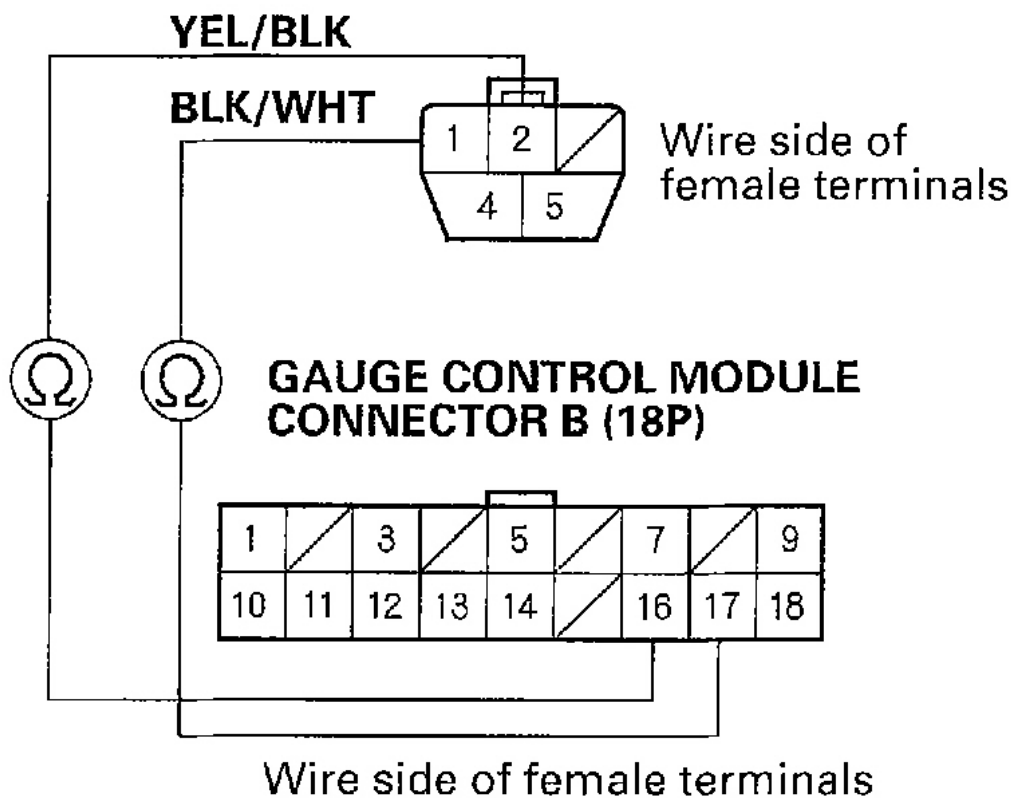 YEL/BLK
BLK/WHT
1 2
4 5
Wire side of
female terminals
Ω Ω
GAUGE CONTROL MODULE
CONNECTOR B (18P)
1 3 5 7 9
10 11 12 13 14 16 17 18
Wire side of female terminals